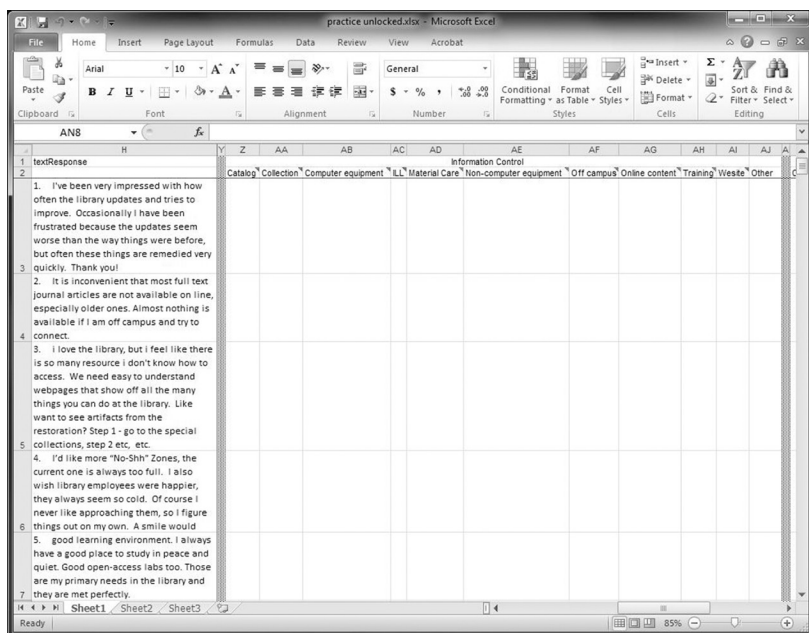 practice unlocked.xlsx - Microsoft Excel
File Home Insert Page Layout Formulas Data Review View Acrobat
Paste
Clipboard
Arial 10
B I U
Font
Alignment
General
$ % ,
Number
Conditional Formatting
Format as Table
Cell Styles
Styles
Insert
Delete
Format
Cells
Σ
Sort & Filter
Find & Select
Editing
AN8 fx
H Y Z AA AB AC AD AE AF AG AH AI AJ A
1 textResponse Information Control
2 Catalog Collection Computer equipment ILL Material Care Non-computer equipment Off campus Online content Training Wesite Other
1. I've been very impressed with how
often the library updates and tries to
improve. Occasionally I have been
frustrated because the updates seem
worse than the way things were before,
but often these things are remedied very
3 quickly. Thank you!
2. It is inconvenient that most full text
journal articles are not available on line,
especially older ones. Almost nothing is
available if I am off campus and try to
4 connect.
3. i love the library, but i feel like there
is so many resource i don't know how to
access. We need easy to understand
webpages that show off all the many
things you can do at the library. Like
want to see artifacts from the
restoration? Step 1 - go to the special
5 collections, step 2 etc, etc.
4. I'd like more "No-Shh" Zones, the
current one is always too full. I also
wish library employees were happier,
they always seem so cold. Of course I
never like approaching them, so I figure
6 things out on my own. A smile would
5. good learning environment. I always
have a good place to study in peace and
quiet. Good open-access labs too. Those
are my primary needs in the library and
7 they are met perfectly.
Sheet1 Sheet2 Sheet3
Ready 85%